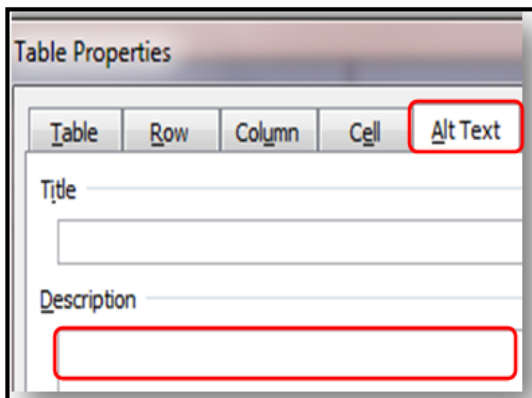 Table Properties
Table Row Column Cell Alt Text
Title
Description